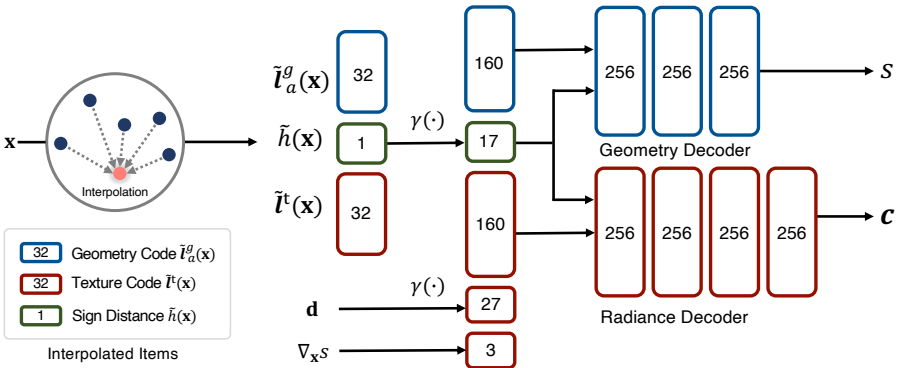 x
Interpolation
32
Geometry Code l̃ᵍₐ(x)
32
Texture Code l̃ᵗ(x)
1
Sign Distance h̃(x)
Interpolated Items
l̃ᵍₐ(x)
32
160
h̃(x)
1
γ(·)
17
l̃ᵗ(x)
32
160
d
γ(·)
27
∇ₓs
3
256
256
256
s
Geometry Decoder
256
256
256
256
c
Radiance Decoder